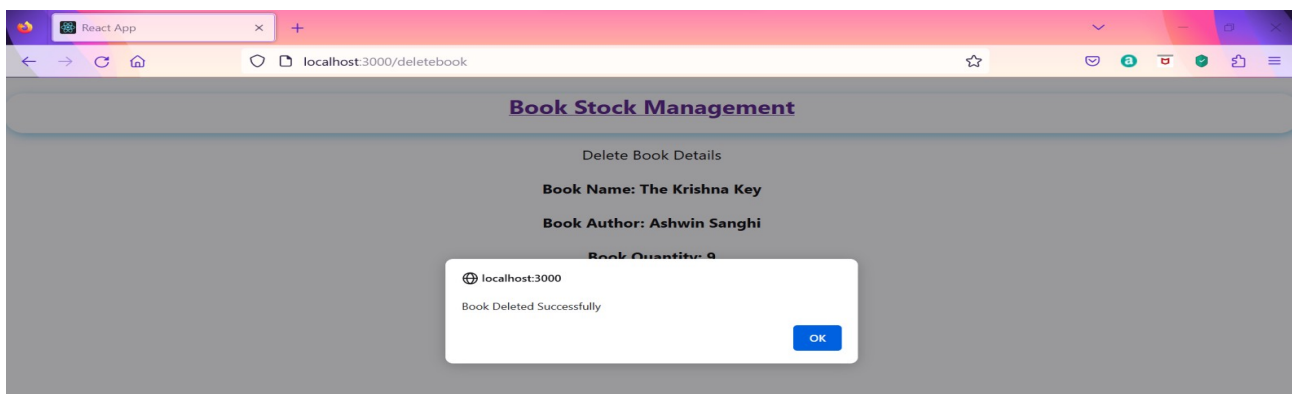 React App
localhost:3000/deletebook
Book Stock Management
Delete Book Details
Book Name: The Krishna Key
Book Author: Ashwin Sanghi
Book Quantity: 9
localhost:3000
Book Deleted Successfully
OK